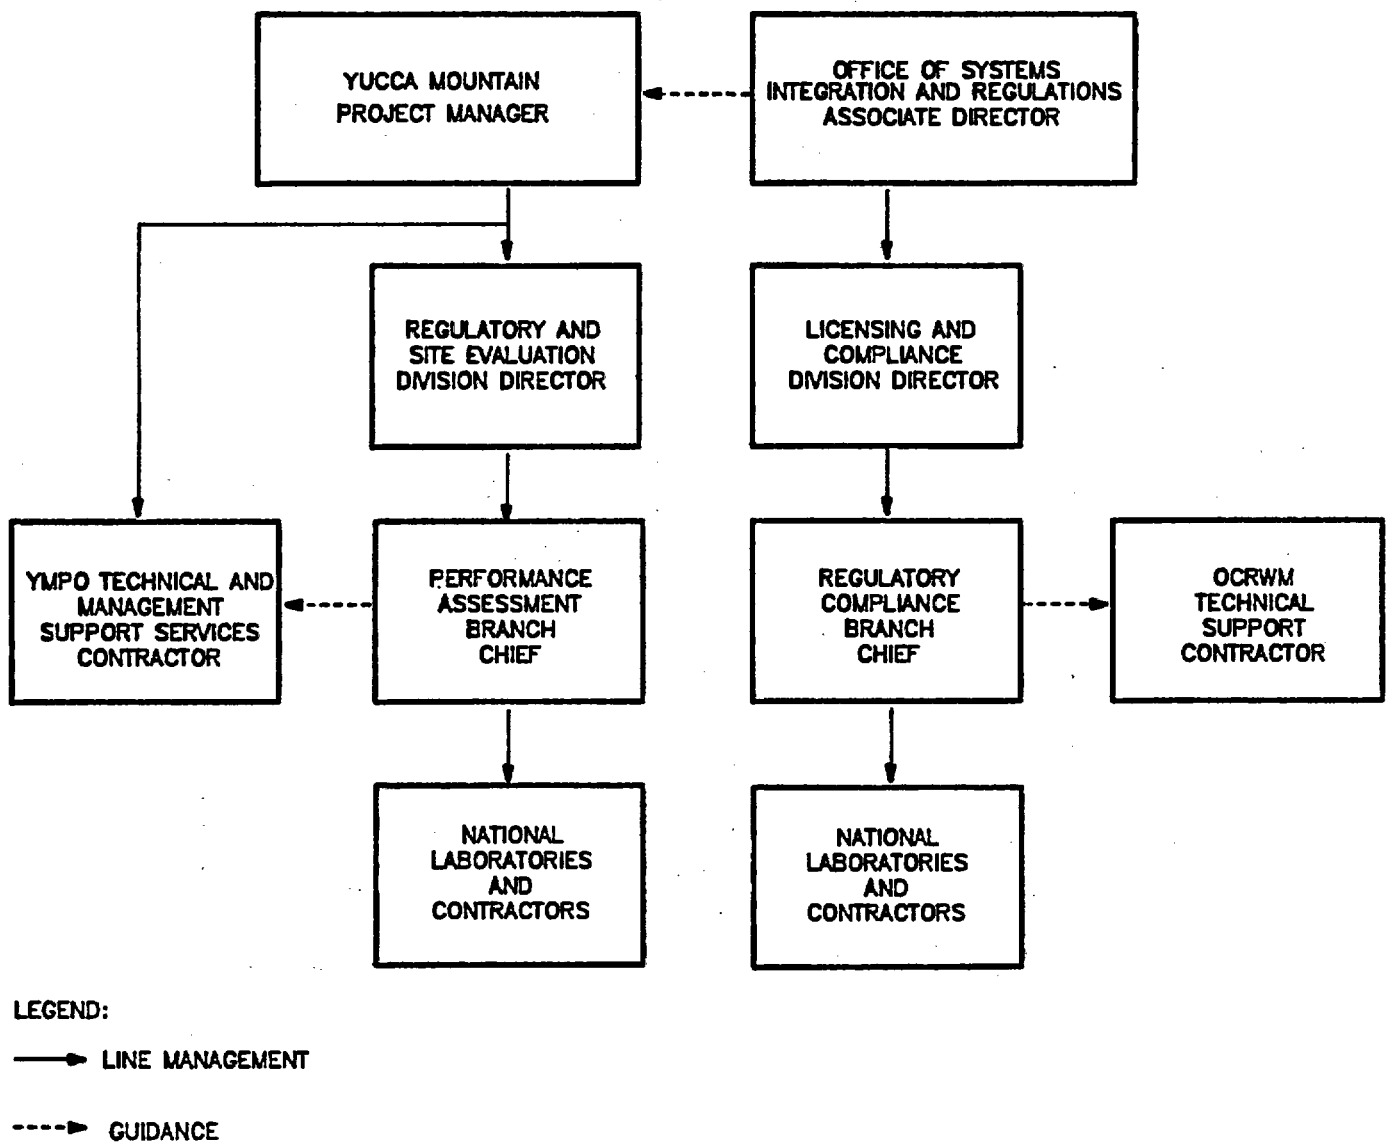 YUCCA MOUNTAIN
PROJECT MANAGER
OFFICE OF SYSTEMS
INTEGRATION AND REGULATIONS
ASSOCIATE DIRECTOR
REGULATORY AND
SITE EVALUATION
DIVISION DIRECTOR
LICENSING AND
COMPLIANCE
DIVISION DIRECTOR
YMPO TECHNICAL AND
MANAGEMENT
SUPPORT SERVICES
CONTRACTOR
PERFORMANCE
ASSESSMENT
BRANCH
CHIEF
REGULATORY
COMPLIANCE
BRANCH
CHIEF
OCRWM
TECHNICAL
SUPPORT
CONTRACTOR
NATIONAL
LABORATORIES
AND
CONTRACTORS
NATIONAL
LABORATORIES
AND
CONTRACTORS
LEGEND:
LINE MANAGEMENT
GUIDANCE